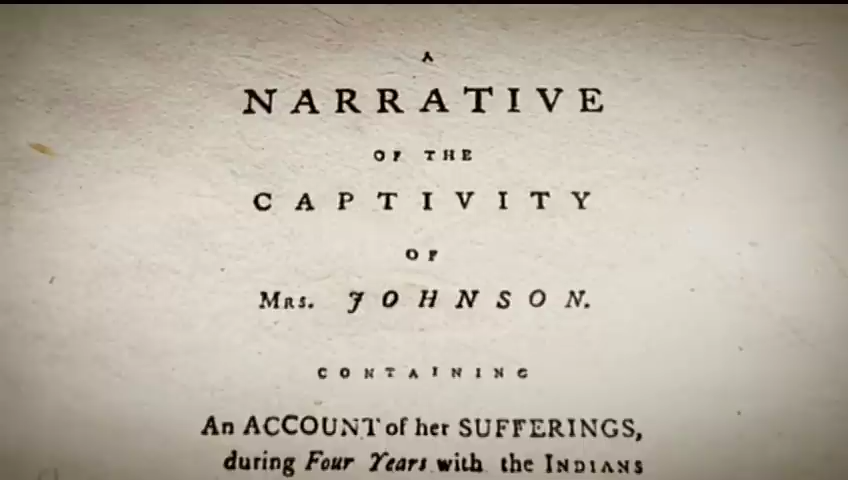 A
NARRATIVE
OF THE
CAPTIVITY
OF
MRS. JOHNSON.
CONTAINING
An ACCOUNT of her SUFFERINGS,
during Four Years with the INDIANS